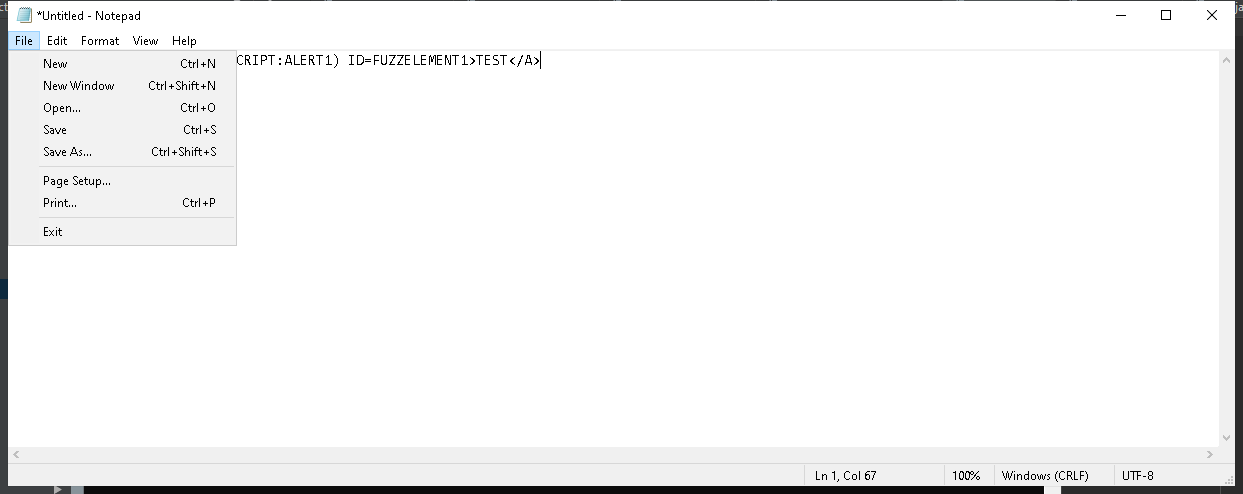 *Untitled - Notepad
File Edit Format View Help
CRIPT:ALERT1) ID=FUZZELEMENT1>TEST</A>
New Ctrl+N
New Window Ctrl+Shift+N
Open... Ctrl+O
Save Ctrl+S
Save As... Ctrl+Shift+S
Page Setup...
Print... Ctrl+P
Exit
Ln 1, Col 67 100% Windows (CRLF) UTF-8